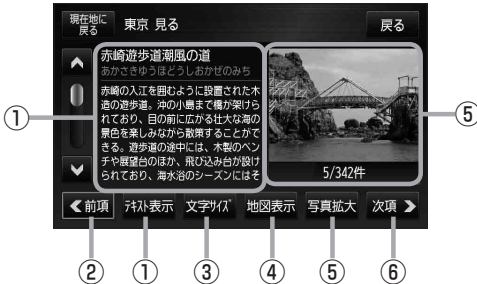 現在地に
戻る
東京 見る
戻る
赤崎遊歩道潮風の道
あかさきゆうほどうしおかぜのみち
赤崎の入江を囲むように設置された木
造の遊歩道。沖の小島まで橋が架けら
れており、目の前に広がる壮大な海の
景色を楽しみながら散策することがで
きる。遊歩道の途中には、木製のベン
チや展望台のほか、飛び込み台が設け
られており、海水浴のシーズンにはそ
5/342件
①
⑤
前項
ﾃｷｽﾄ表示
文字ｻｲｽﾞ
地図表示
写真拡大
次項
②
①
③
④
⑤
⑥